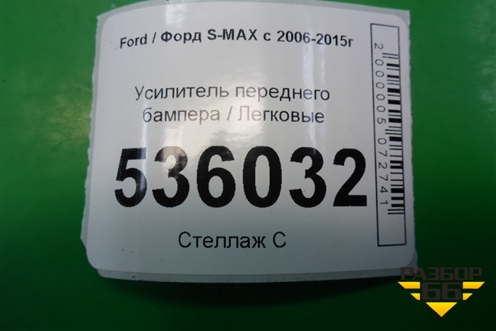 Ford / Форд S-MAX с 2006-2015г
Усилитель переднего
бампера / Легковые
536032
Стеллаж С
2000005072741
РАЗБОР
66